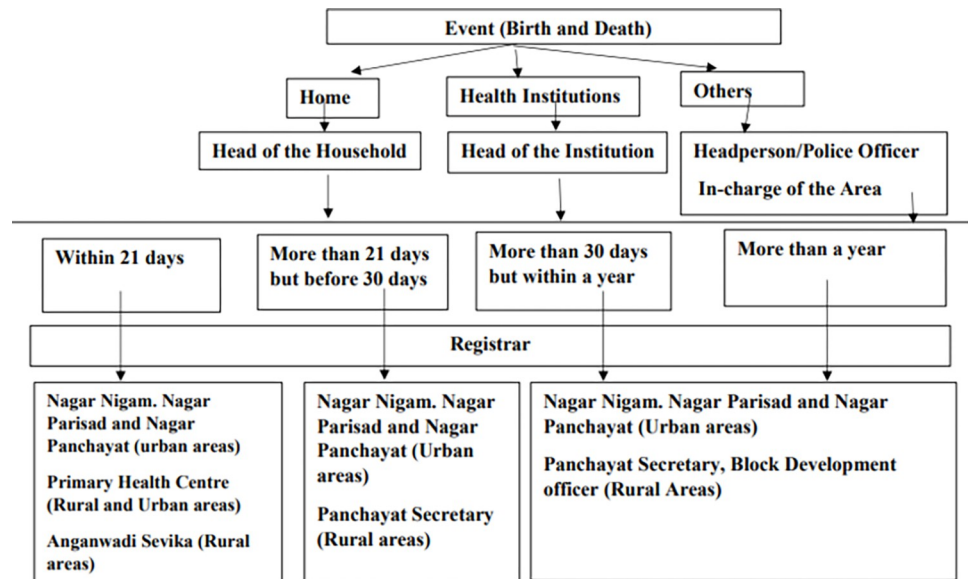 Event (Birth and Death)
Home
Health Institutions
Others
Head of the Household
Head of the Institution
Headperson/Police Officer
In-charge of the Area
Within 21 days
More than 21 days
but before 30 days
More than 30 days
but within a year
More than a year
Registrar
Nagar Nigam. Nagar
Parisad and Nagar
Panchayat (urban areas)
Primary Health Centre
(Rural and Urban areas)
Anganwadi Sevika (Rural
areas)
Nagar Nigam. Nagar
Parisad and Nagar
Panchayat (Urban
areas)
Panchayat Secretary
(Rural areas)
Nagar Nigam. Nagar Parisad and Nagar
Panchayat (Urban areas)
Panchayat Secretary, Block Development
officer (Rural Areas)